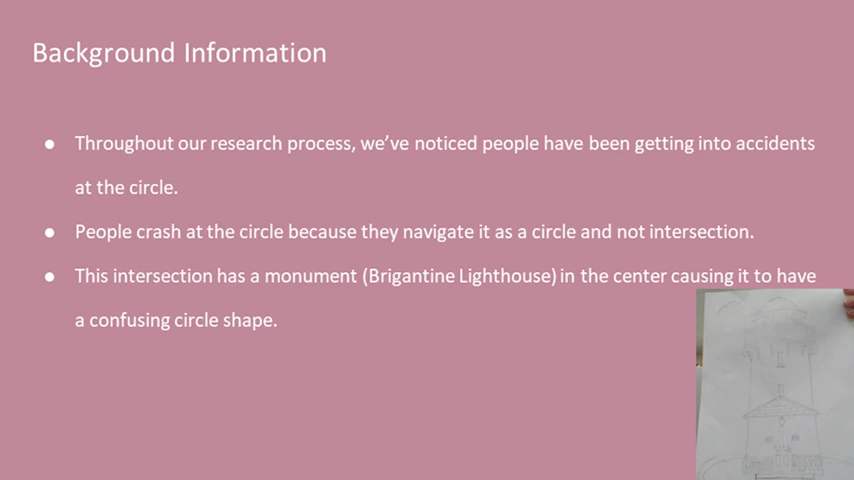 Background Information
● Throughout our research process, we’ve noticed people have been getting into accidents
at the circle.
● People crash at the circle because they navigate it as a circle and not intersection.
● This intersection has a monument (Brigantine Lighthouse) in the center causing it to have
a confusing circle shape.